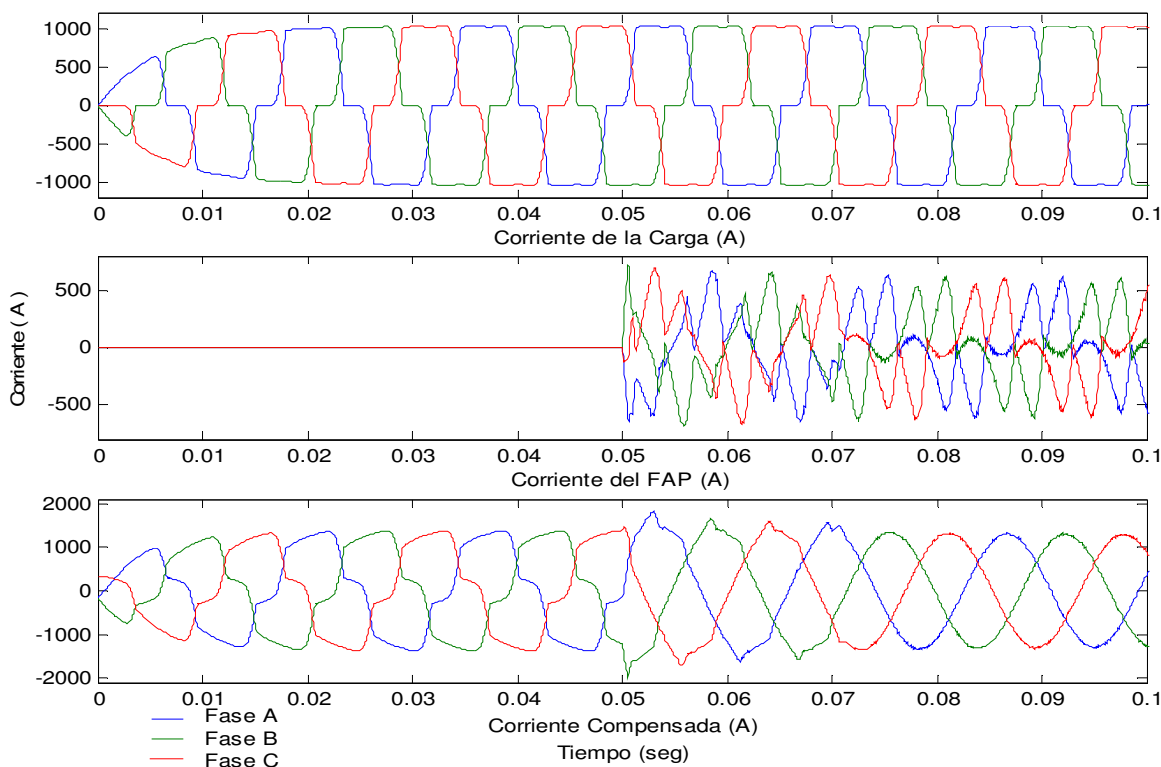 1000
500
0
-500
-1000
0 0.01 0.02 0.03 0.04 0.05 0.06 0.07 0.08 0.09 0.1
Corriente de la Carga (A)
Corriente ( A )
500
0
-500
0 0.01 0.02 0.03 0.04 0.05 0.06 0.07 0.08 0.09 0.1
Corriente del FAP (A)
2000
1000
0
-1000
-2000
0 0.01 0.02 0.03 0.04 0.05 0.06 0.07 0.08 0.09 0.1
Corriente Compensada (A)
Tiempo (seg)
Fase A
Fase B
Fase C